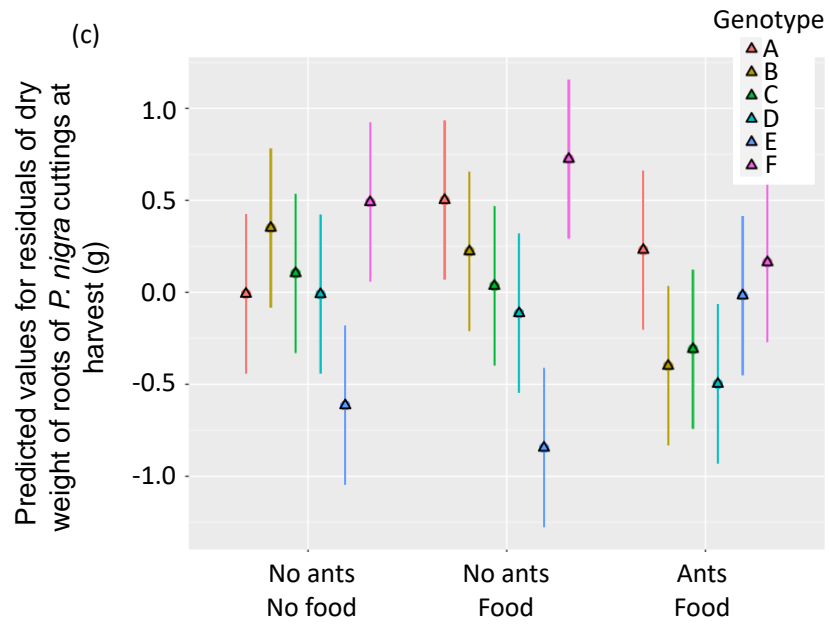 (c)
Genotype
A
B
C
D
E
F
Predicted values for residuals of dry
weight of roots of P. nigra cuttings at
harvest (g)
1.0
0.5
0.0
-0.5
-1.0
No ants
No food
No ants
Food
Ants
Food